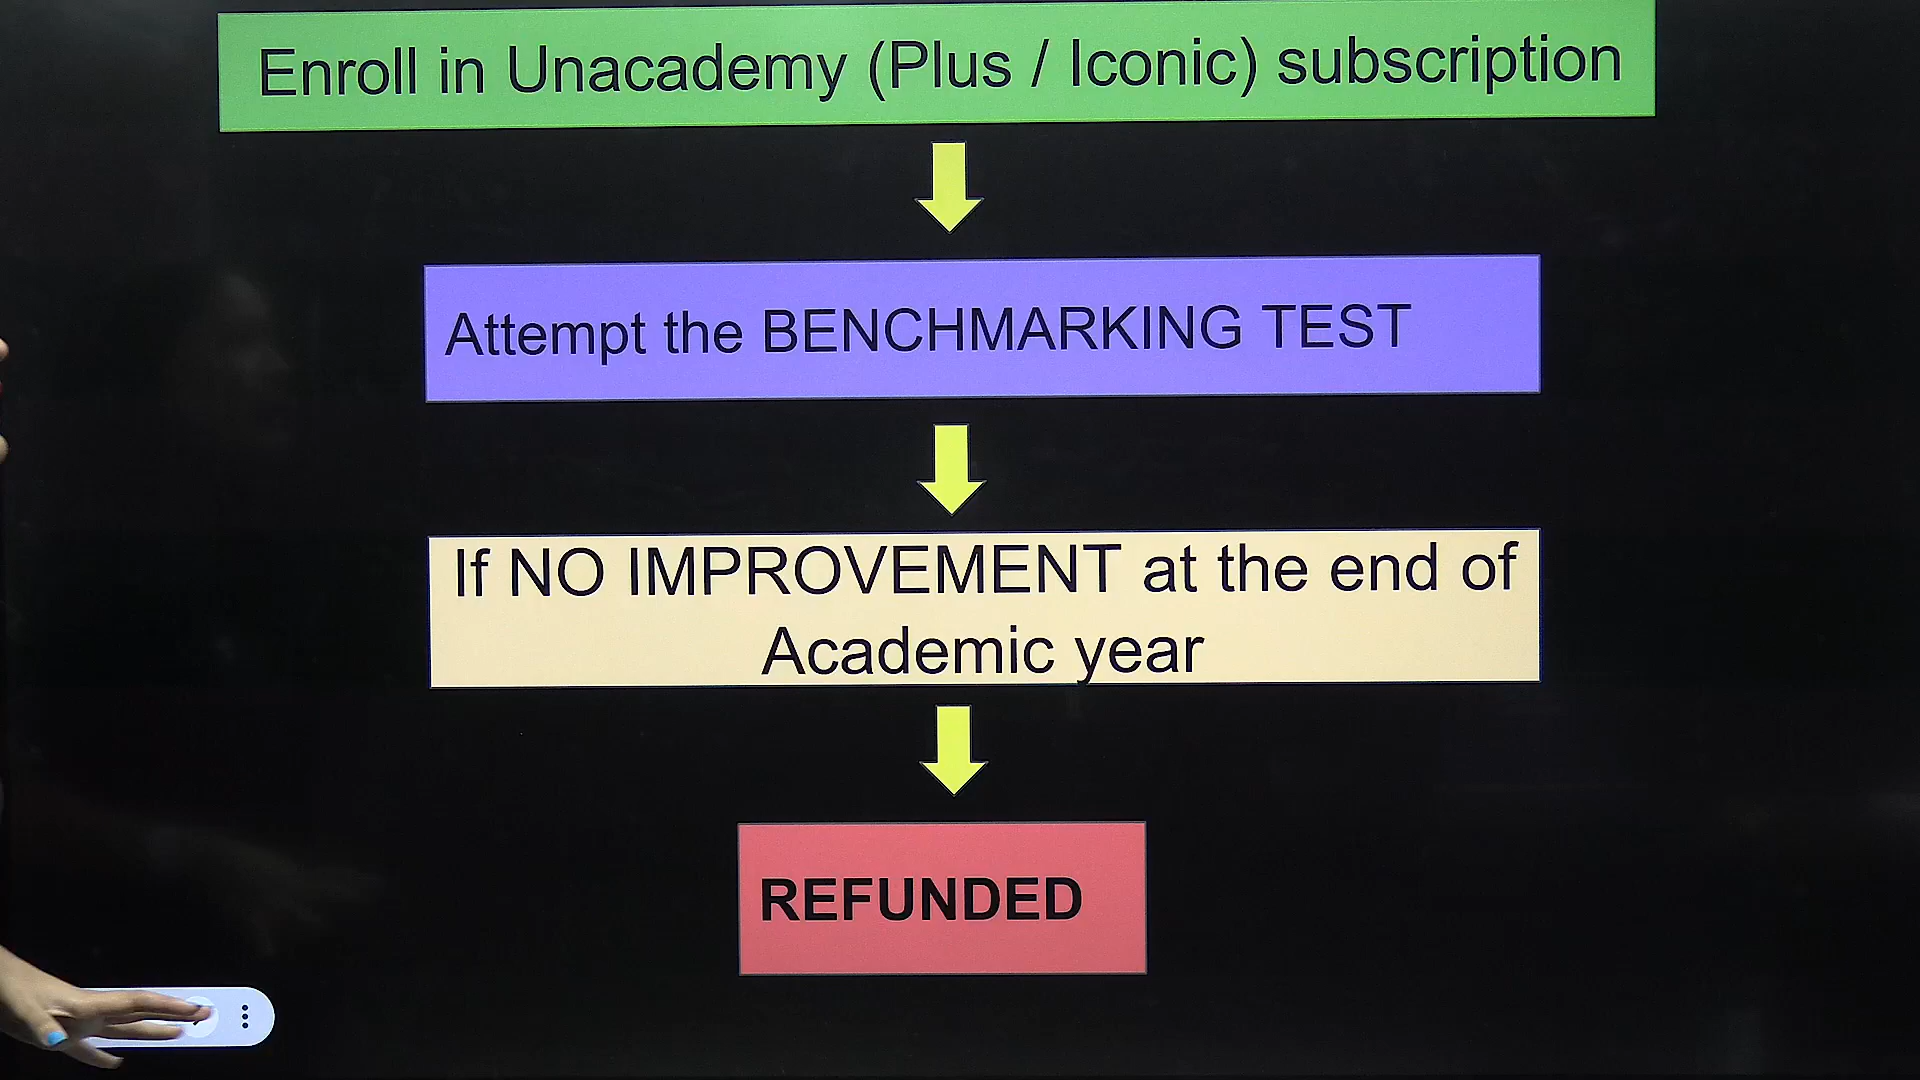 Enroll in Unacademy (Plus / Iconic) subscription
Attempt the BENCHMARKING TEST
If NO IMPROVEMENT at the end of
Academic year
REFUNDED